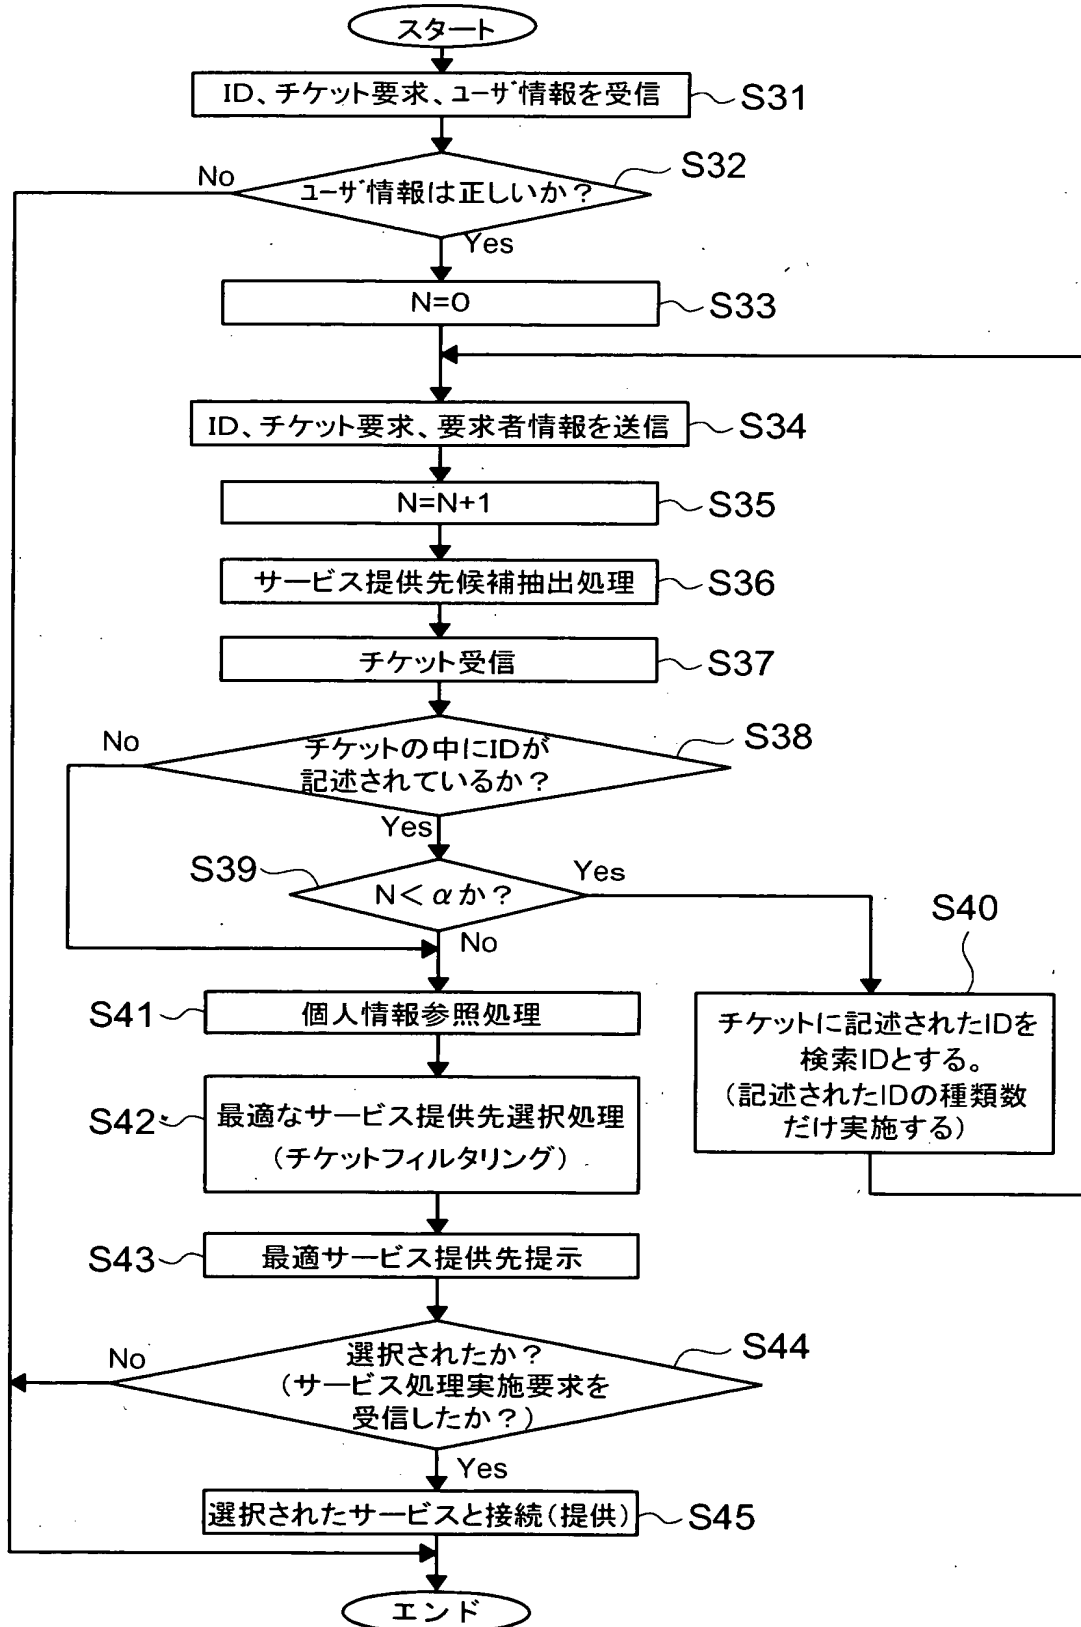 スタート
ID、チケット要求、ユーザ情報を受信
S31
ユーザ情報は正しいか？
S32
No
Yes
N=0
S33
ID、チケット要求、要求者情報を送信
S34
N=N+1
S35
サービス提供先候補抽出処理
S36
チケット受信
S37
チケットの中にIDが
記述されているか？
S38
No
Yes
S39
N＜αか？
Yes
No
S40
チケットに記述されたIDを
検索IDとする。
（記述されたIDの種類数
だけ実施する）
S41
個人情報参照処理
S42
最適なサービス提供先選択処理
（チケットフィルタリング）
S43
最適サービス提供先提示
選択されたか？
（サービス処理実施要求を
受信したか？）
S44
No
Yes
選択されたサービスと接続（提供）
S45
エンド